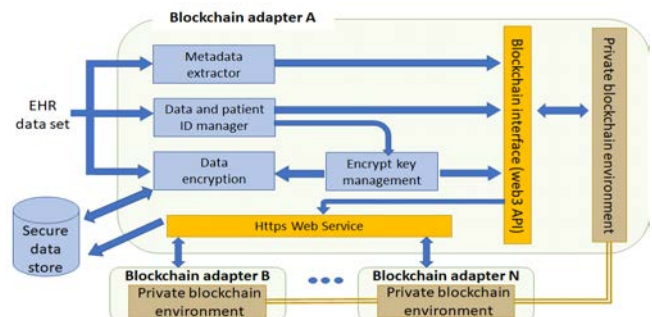 Blockchain adapter A
EHR
data set
Metadata
extractor
Data and patient
ID manager
Data
encryption
Encrypt key
management
Blockchain interface (web3 API)
Private blockchain environment
Secure
data
store
Https Web Service
Blockchain adapter B
Private blockchain
environment
Blockchain adapter N
Private blockchain
environment